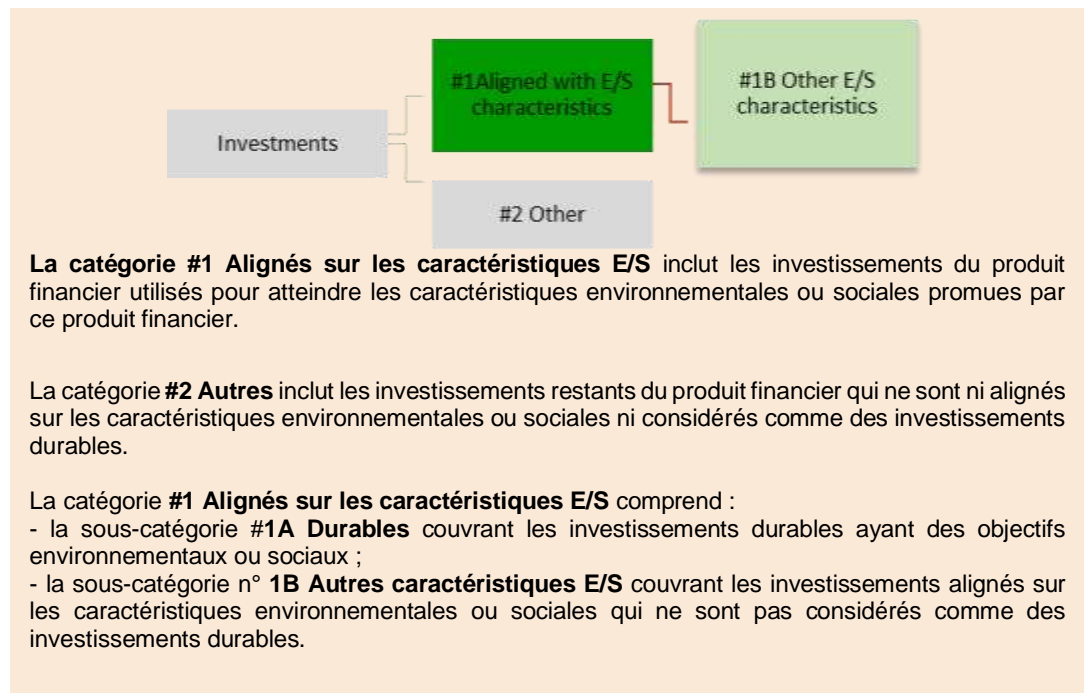 #1Aligned with E/S
characteristics
#1B Other E/S
characteristics
Investments
#2 Other
La catégorie #1 Alignés sur les caractéristiques E/S inclut les investissements du produit
financier utilisés pour atteindre les caractéristiques environnementales ou sociales promues par
ce produit financier.
La catégorie #2 Autres inclut les investissements restants du produit financier qui ne sont ni alignés
sur les caractéristiques environnementales ou sociales ni considérés comme des investissements
durables.
La catégorie #1 Alignés sur les caractéristiques E/S comprend :
- la sous-catégorie #1A Durables couvrant les investissements durables ayant des objectifs
environnementaux ou sociaux ;
- la sous-catégorie n° 1B Autres caractéristiques E/S couvrant les investissements alignés sur
les caractéristiques environnementales ou sociales qui ne sont pas considérés comme des
investissements durables.